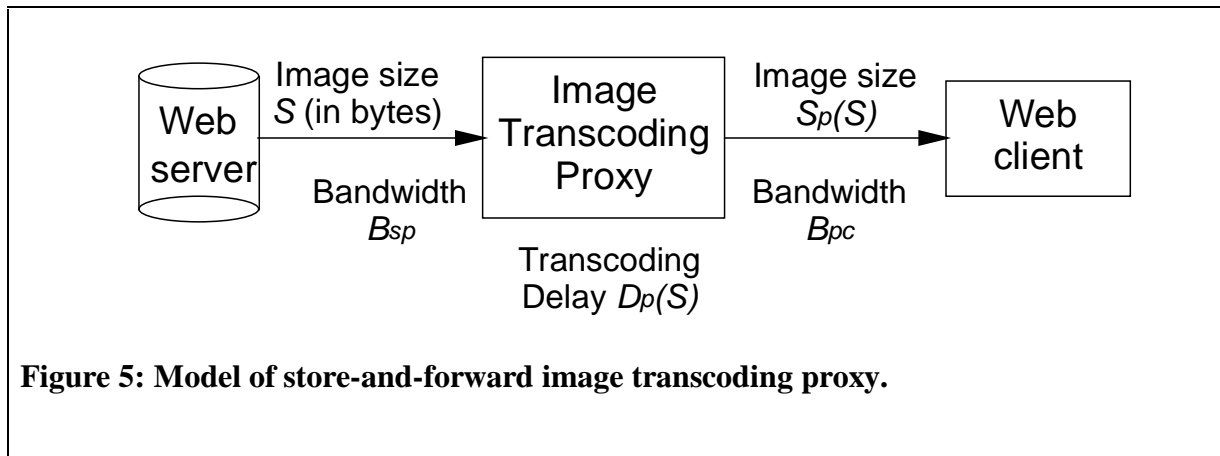 Web
server
Image size
S (in bytes)
Bandwidth
Bsp
Image
Transcoding
Proxy
Transcoding
Delay Dp(S)
Image size
Sp(S)
Bandwidth
Bpc
Web
client
Figure 5: Model of store-and-forward image transcoding proxy.